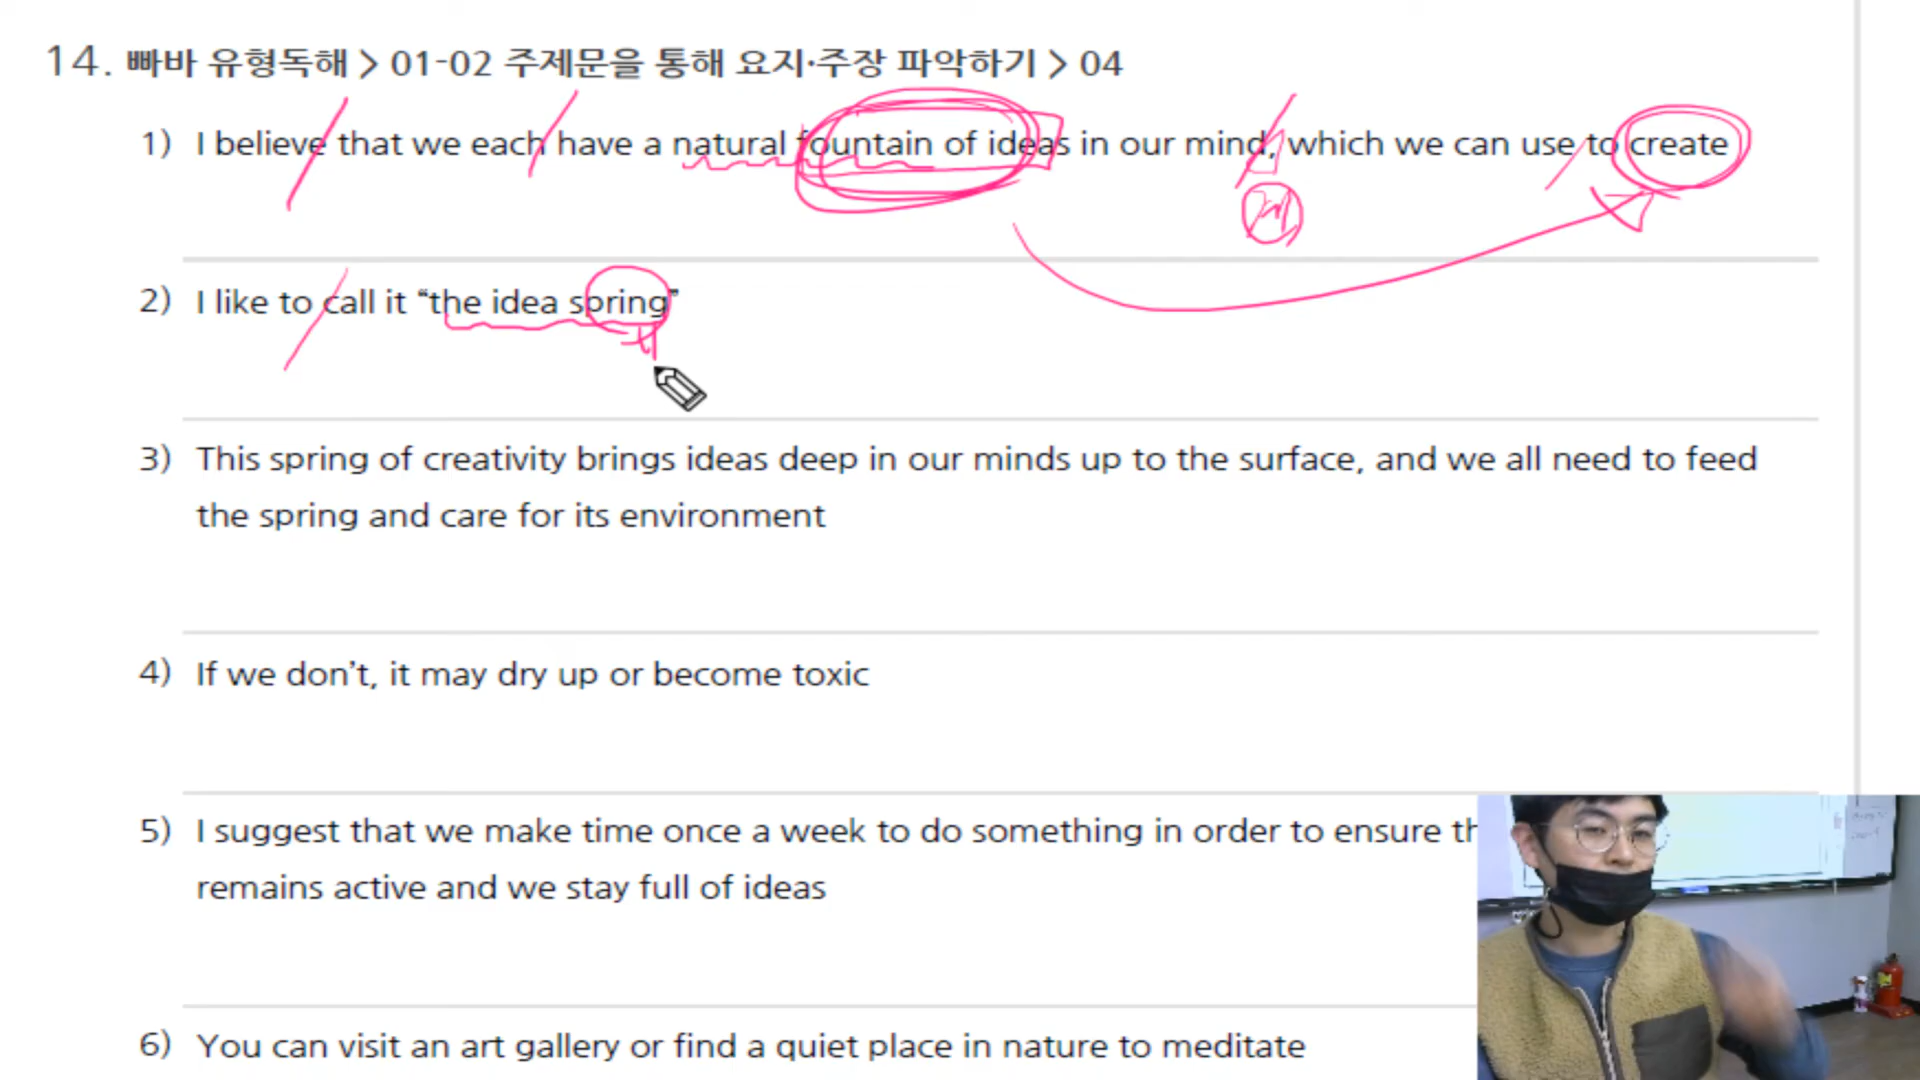 14. 빠바 유형독해 > 01-02 주제문을 통해 요지·주장 파악하기 > 04
1) I believe that we each have a natural fountain of ideas in our mind, which we can use to create
2) I like to call it “the idea spring”
3) This spring of creativity brings ideas deep in our minds up to the surface, and we all need to feed
the spring and care for its environment
4) If we don’t, it may dry up or become toxic
5) I suggest that we make time once a week to do something in order to ensure th
remains active and we stay full of ideas
6) You can visit an art gallery or find a quiet place in nature to meditate